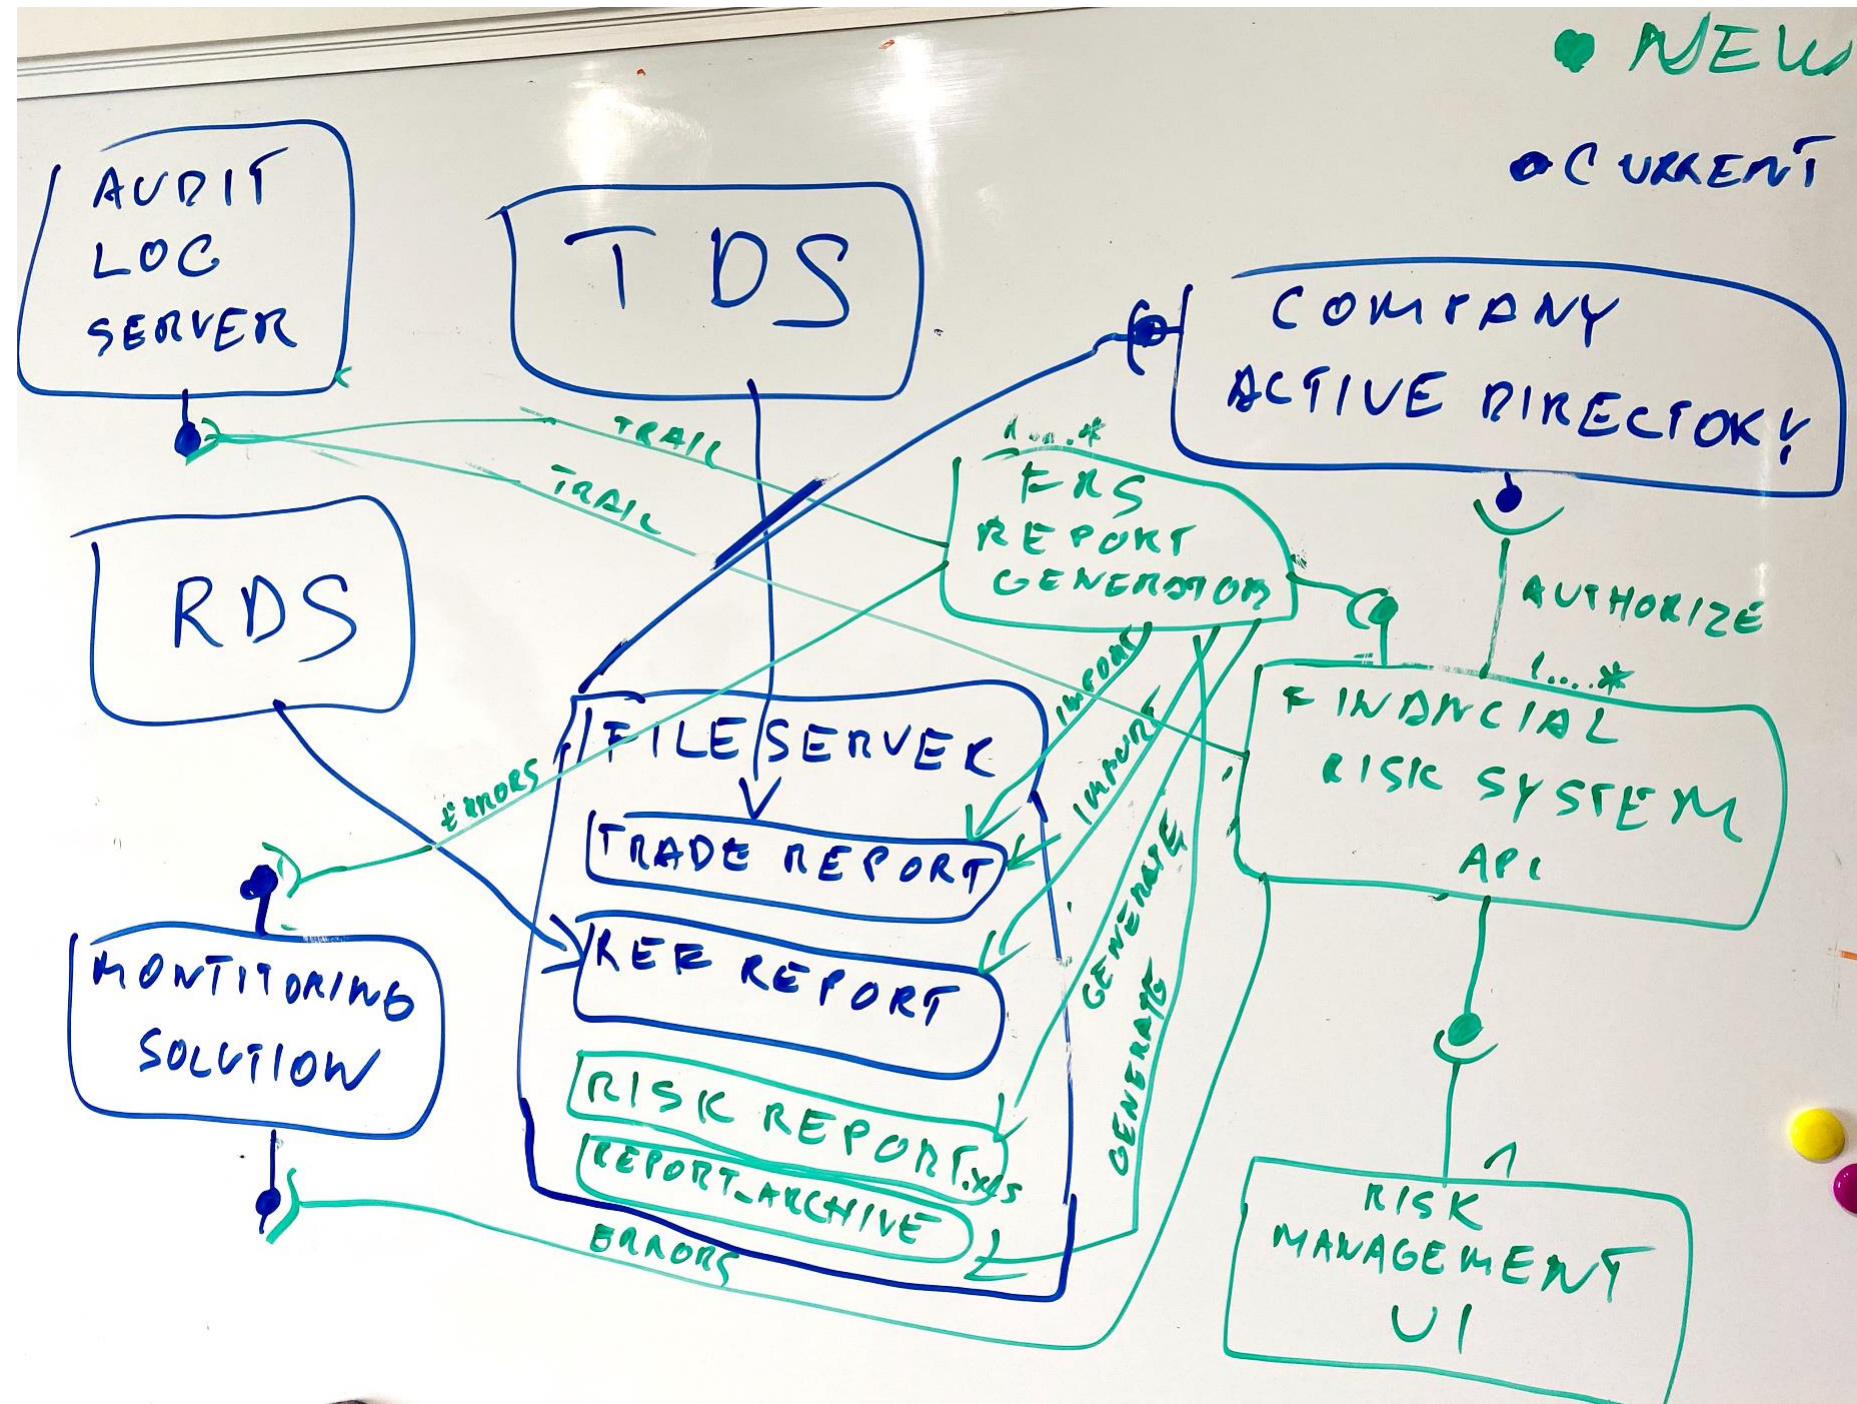 NEW
CURRENT
AUDIT
LOG
SERVER
TDS
COMPANY
ACTIVE DIRECTORY
TRAIL
TRAIL
1....*
FRS
REPORT
GENERATOR
RDS
AUTHORIZE
1....*
FINANCIAL
RISK SYSTEM
API
IMPORT
IMPORT
FILE SERVER
ERRORS
TRADE REPORT
GENERATE
REF REPORT
GENERATE
MONTITORING
SOLUTION
RISK REPORT.xls
REPORT_ARCHIVE
ERRORS
1
RISK
MANAGEMENT
UI